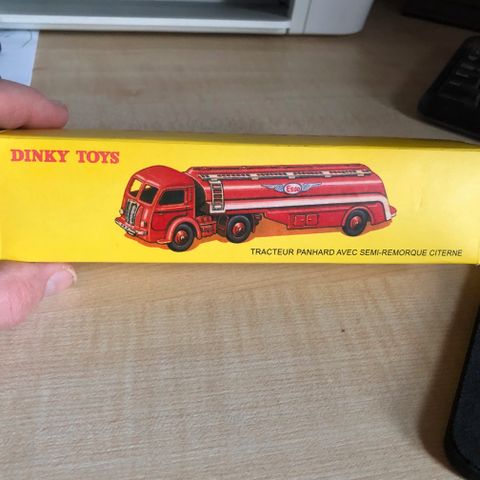 DINKY TOYS
Esso
TRACTEUR PANHARD AVEC SEMI-REMORQUE CITERNE